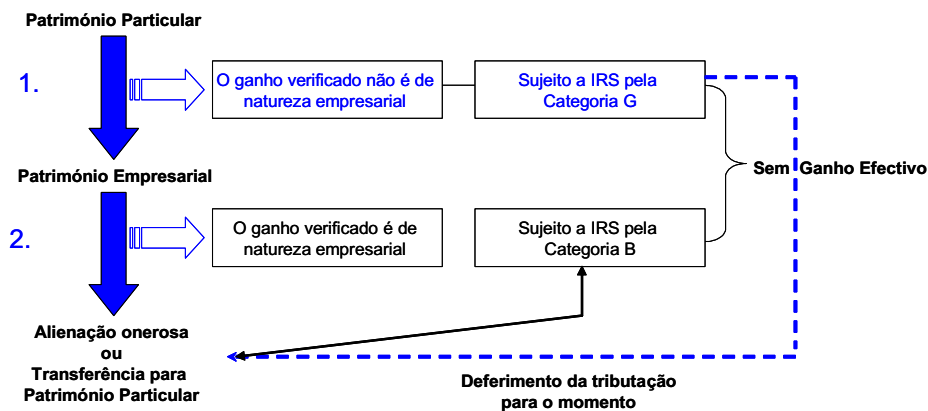 Património Particular
1.
O ganho verificado não é de
natureza empresarial
Sujeito a IRS pela
Categoria G
Património Empresarial
Sem Ganho Efectivo
2.
O ganho verificado é de
natureza empresarial
Sujeito a IRS pela
Categoria B
Alienação onerosa
ou
Transferência para
Património Particular
Deferimento da tributação
para o momento